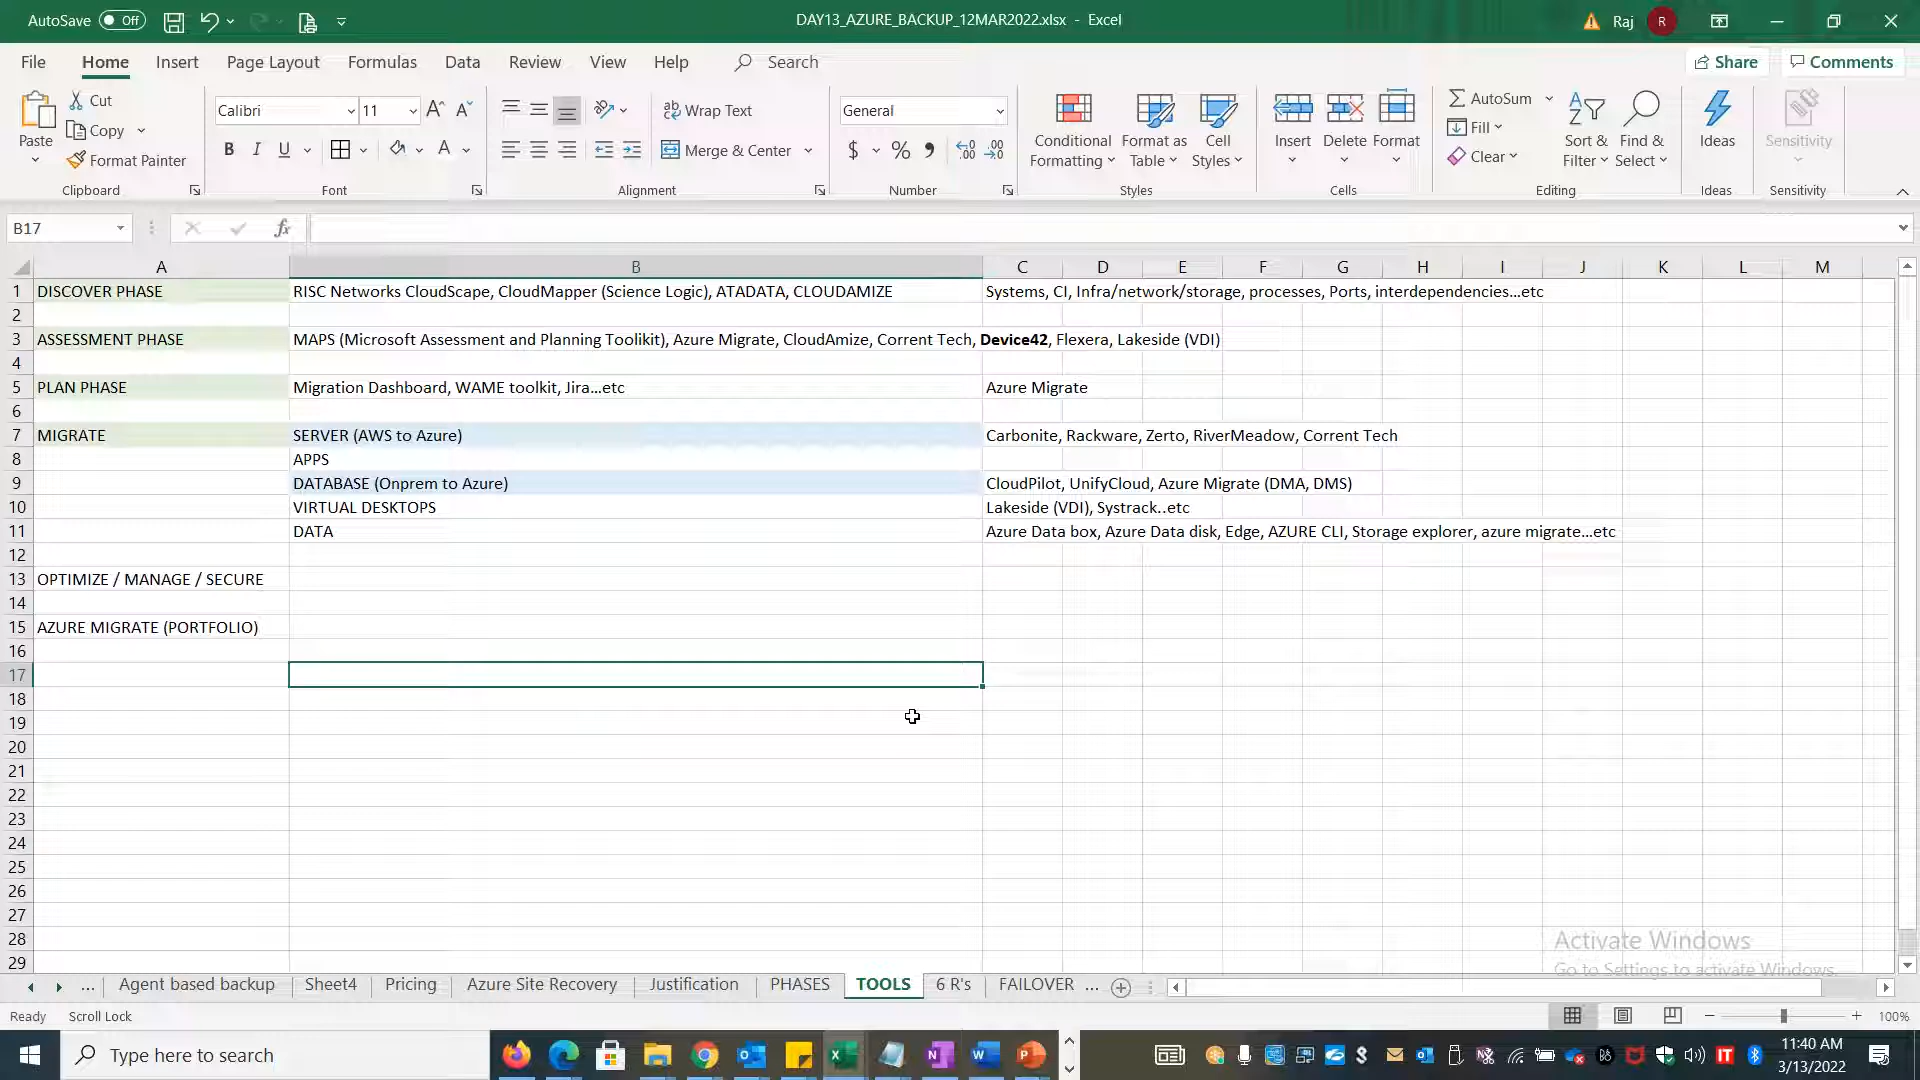 AutoSave Off
DAY13_AZURE_BACKUP_12MAR2022.xlsx - Excel
Raj R
File Home Insert Page Layout Formulas Data Review View Help Search
Share Comments
Paste
Cut
Copy
Format Painter
Clipboard
Calibri 11
B I U
Font
Wrap Text
Merge & Center
Alignment
General
$ %
Number
Conditional Formatting
Format as Table
Cell Styles
Styles
Insert Delete Format
Cells
AutoSum
Fill
Clear
Sort & Filter
Find & Select
Editing
Ideas
Ideas
Sensitivity
Sensitivity
B17
fx
A B C D E F G H I J K L M
1 DISCOVER PHASE RISC Networks CloudScape, CloudMapper (Science Logic), ATADATA, CLOUDAMIZE Systems, CI, Infra/network/storage, processes, Ports, interdependencies...etc
2
3 ASSESSMENT PHASE MAPS (Microsoft Assessment and Planning Toolkit), Azure Migrate, CloudAmize, Corrent Tech, Device42, Flexera, Lakeside (VDI)
4
5 PLAN PHASE Migration Dashboard, WAME toolkit, Jira...etc Azure Migrate
6
7 MIGRATE SERVER (AWS to Azure) Carbonite, Rackware, Zerto, RiverMeadow, Corrent Tech
8 APPS
9 DATABASE (Onprem to Azure) CloudPilot, UnifyCloud, Azure Migrate (DMA, DMS)
10 VIRTUAL DESKTOPS Lakeside (VDI), Systrack..etc
11 DATA Azure Data box, Azure Data disk, Edge, AZURE CLI, Storage explorer, azure migrate...etc
12
13 OPTIMIZE / MANAGE / SECURE
14
15 AZURE MIGRATE (PORTFOLIO)
16
17
18
19
20
21
22
23
24
25
26
27
28
29
Activate Windows
Go to Settings to activate Windows.
... Agent based backup Sheet4 Pricing Azure Site Recovery Justification PHASES TOOLS 6 R's FAILOVER ...
Ready Scroll Lock
100%
Type here to search
11:40 AM
3/13/2022